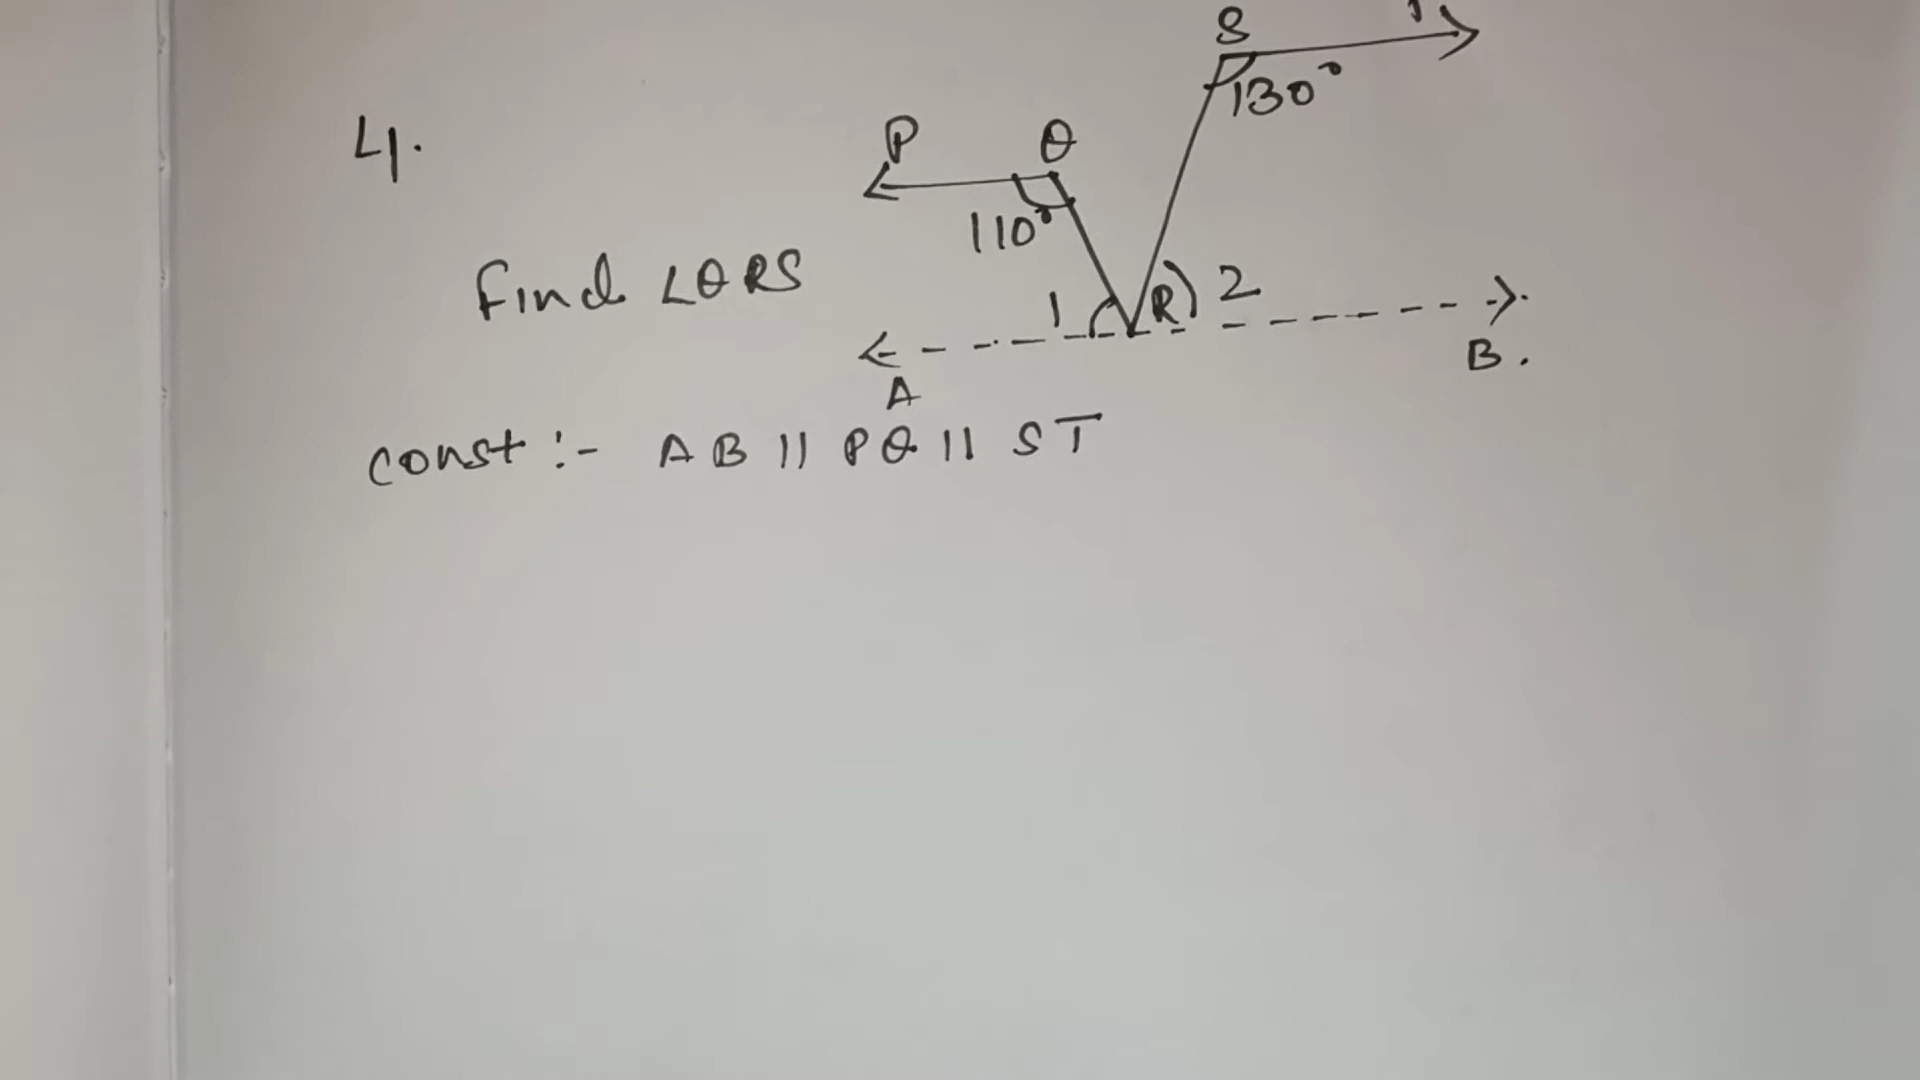 S
130°
4.
P Q
110°
Find ∠QRS
1 R 2
A B.
Const :- AB || PQ || ST